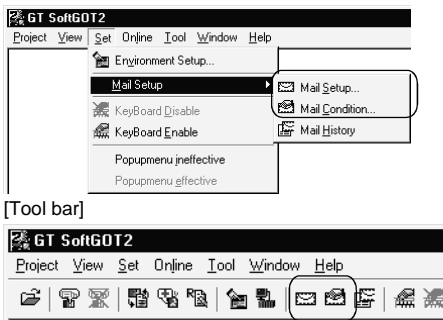 GT SoftGOT2
Project View Set Online Tool Window Help
Environment Setup...
Mail Setup
Mail Setup...
Mail Condition...
Mail History
KeyBoard Disable
KeyBoard Enable
Popupmenu ineffective
Popupmenu effective
[Tool bar]
GT SoftGOT2
Project View Set Online Tool Window Help